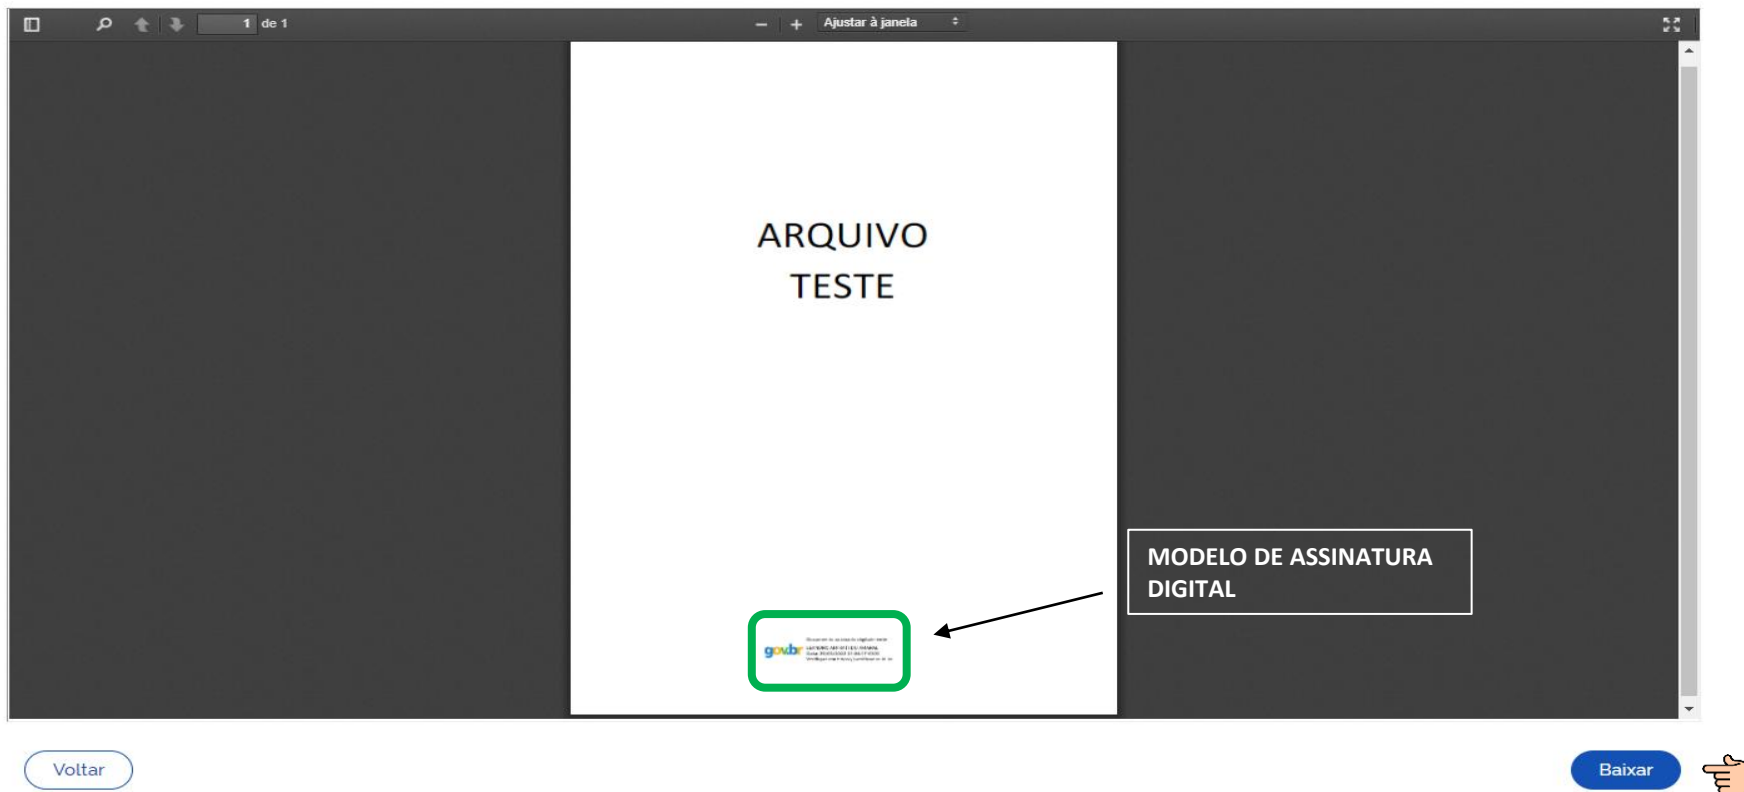 1 de 1
Ajustar à janela
ARQUIVO
TESTE
MODELO DE ASSINATURA
DIGITAL
gov.br
Voltar
Baixar